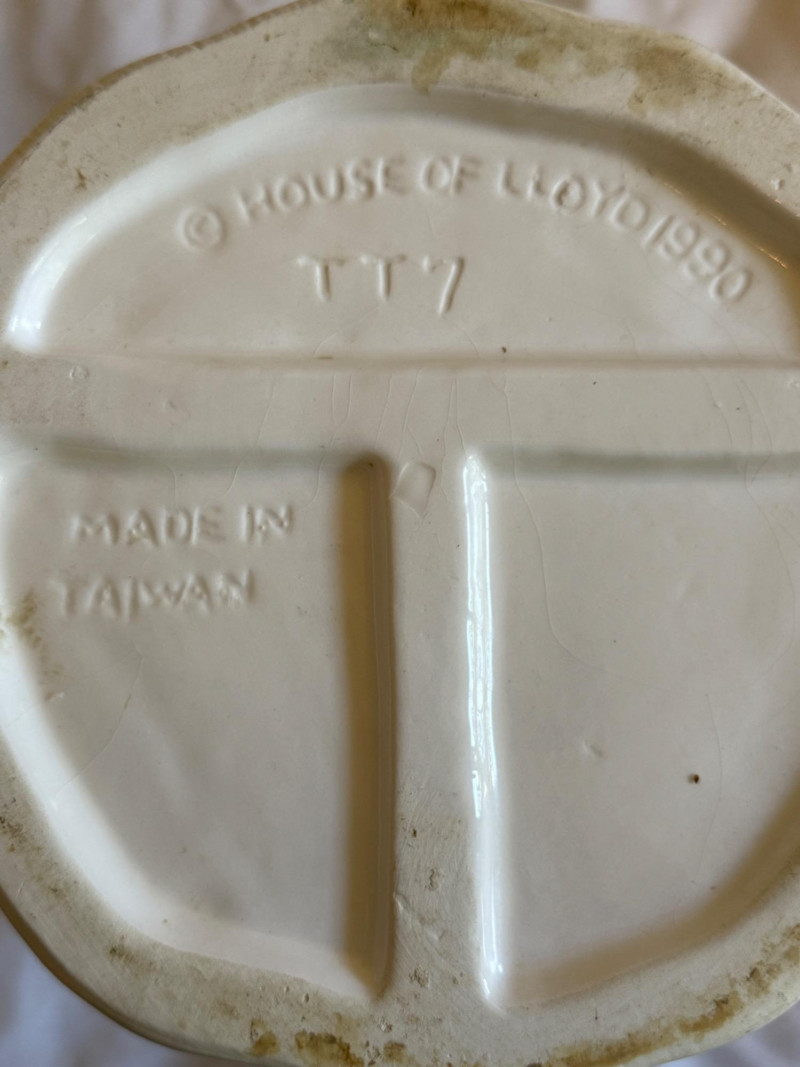 © HOUSE OF LLOYD 1990
TT7
MADE IN
TAIWAN